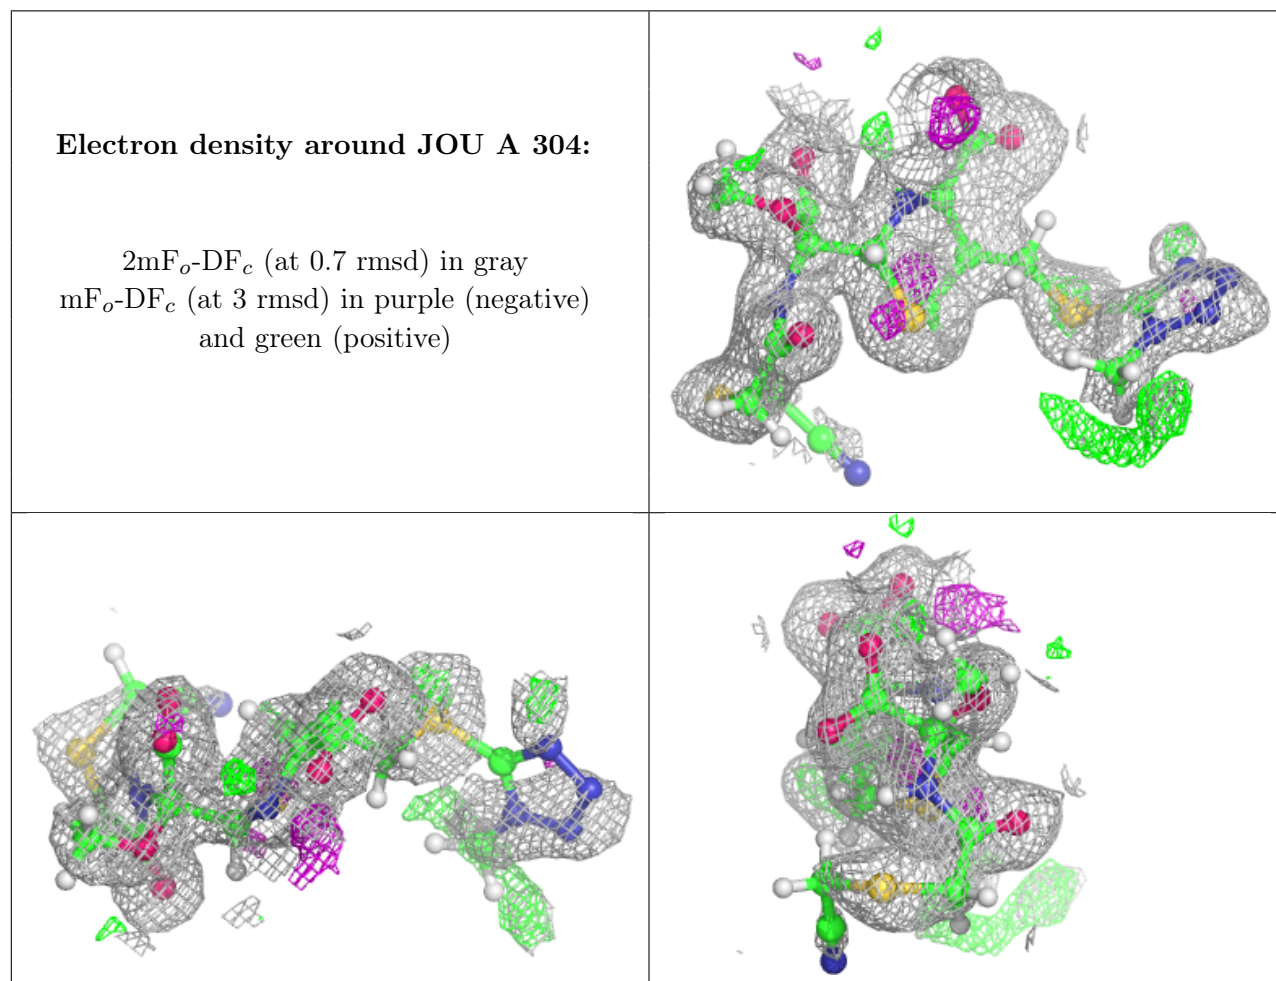 Electron density around JOU A 304:
2mFo-DFc (at 0.7 rmsd) in gray
mFo-DFc (at 3 rmsd) in purple (negative)
and green (positive)